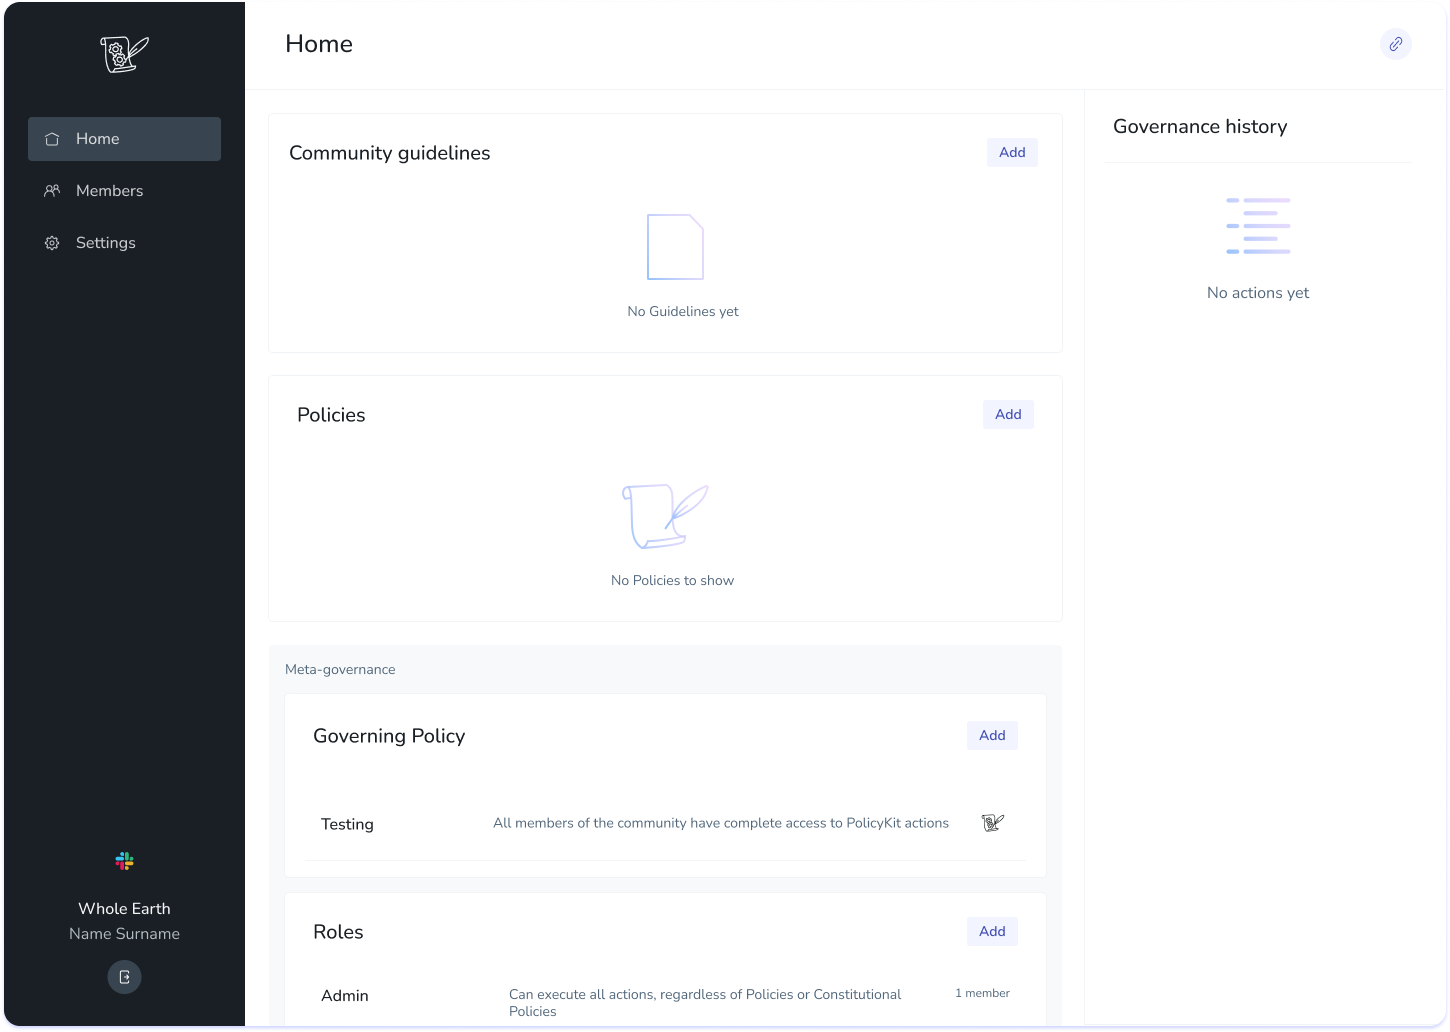 Home
Members
Settings
Whole Earth
Name Surname
Home
Community guidelines
Add
No Guidelines yet
Policies
Add
No Policies to show
Meta-governance
Governing Policy
Add
Testing
All members of the community have complete access to PolicyKit actions
Roles
Add
Admin
Can execute all actions, regardless of Policies or Constitutional
Policies
1 member
Governance history
No actions yet